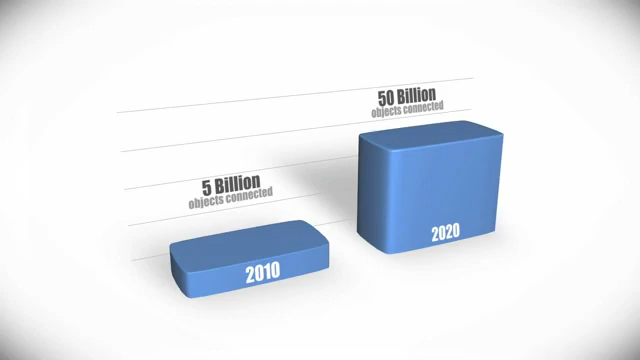 50 Billion
objects connected
5 Billion
objects connected
2020
2010